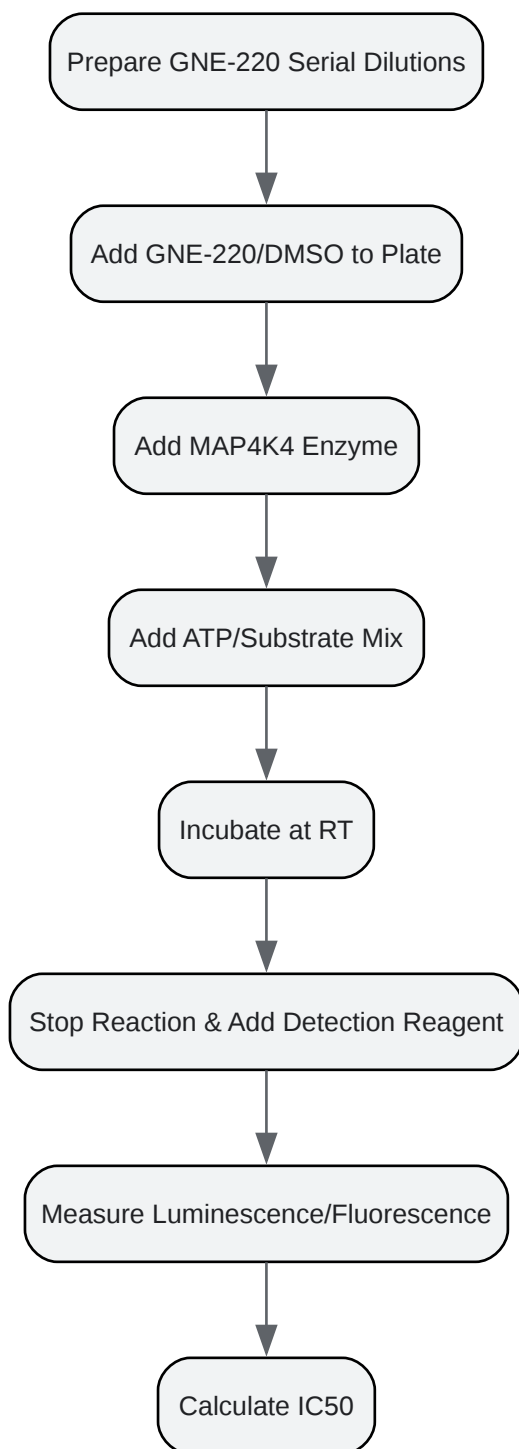 Prepare GNE-220 Serial Dilutions
Add GNE-220/DMSO to Plate
Add MAP4K4 Enzyme
Add ATP/Substrate Mix
Incubate at RT
Stop Reaction & Add Detection Reagent
Measure Luminescence/Fluorescence
Calculate IC50